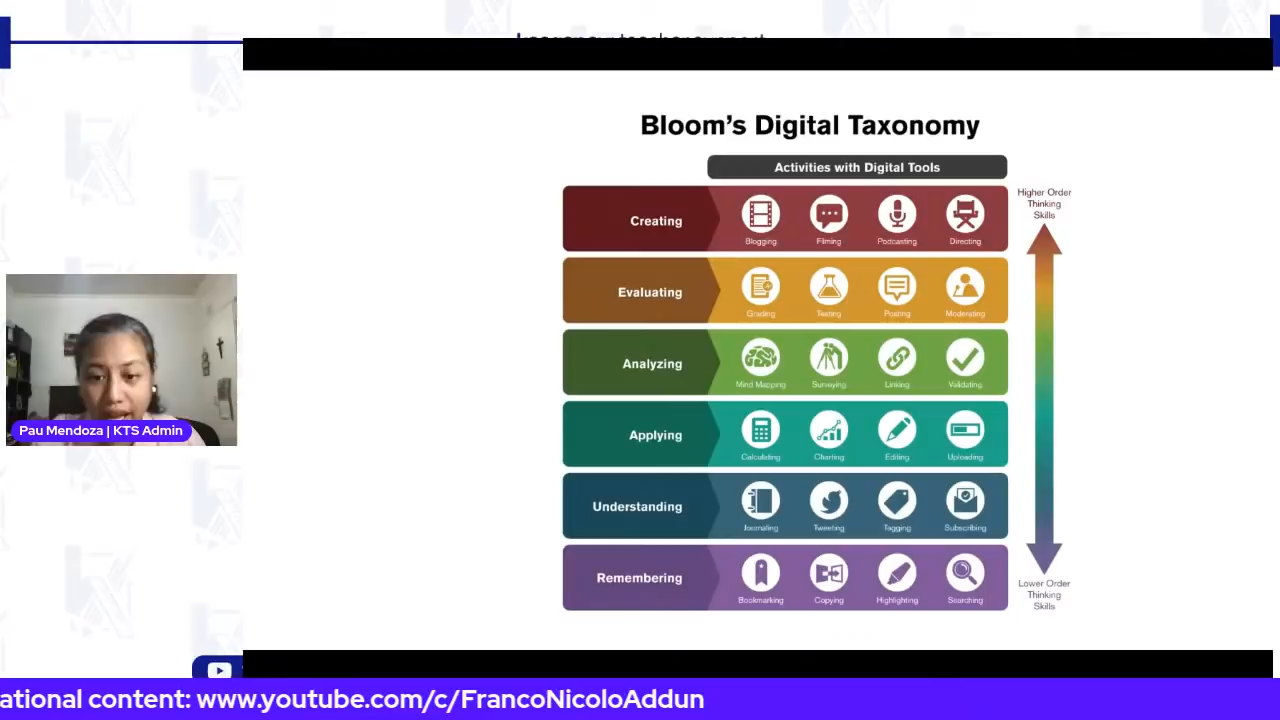 Bloom's Digital Taxonomy
Activities with Digital Tools
Creating
Blogging Filming Podcasting Directing
Evaluating
Grading Testing Posting Moderating
Analyzing
Mind Mapping Surveying Linking Validating
Applying
Calculating Charting Editing Uploading
Understanding
Journaling Tweeting Tagging Subscribing
Remembering
Bookmarking Copying Highlighting Searching
Higher Order
Thinking
Skills
Lower Order
Thinking
Skills
Pau Mendoza | KTS Admin
ational content: www.youtube.com/c/FrancoNicoloAddun